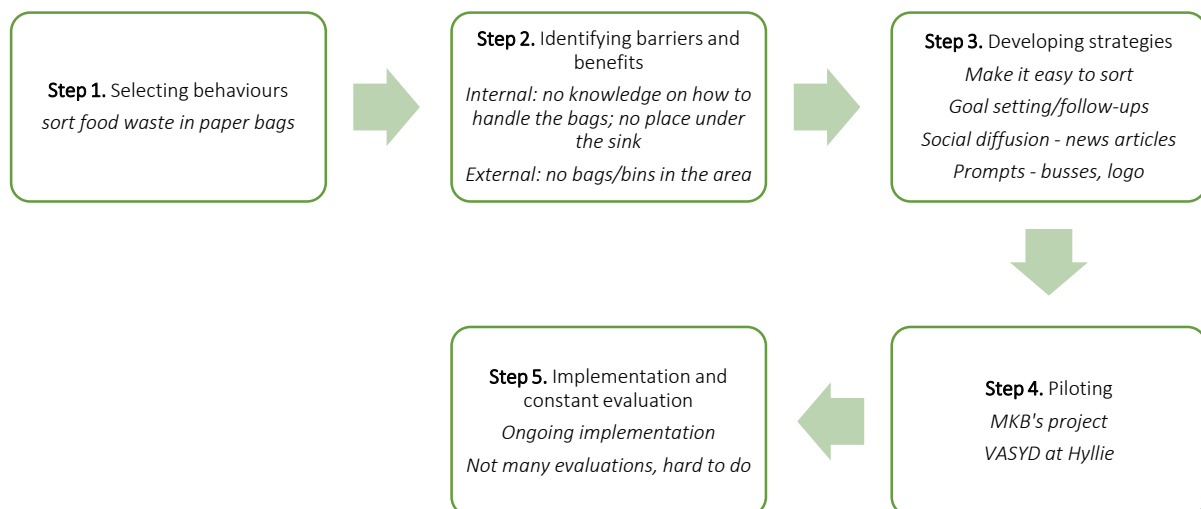 Step 1. Selecting behaviours
sort food waste in paper bags
Step 2. Identifying barriers and
benefits
Internal: no knowledge on how to
handle the bags; no place under
the sink
External: no bags/bins in the area
Step 3. Developing strategies
Make it easy to sort
Goal setting/follow-ups
Social diffusion - news articles
Prompts - busses, logo
Step 4. Piloting
MKB's project
VASYD at Hyllie
Step 5. Implementation and
constant evaluation
Ongoing implementation
Not many evaluations, hard to do